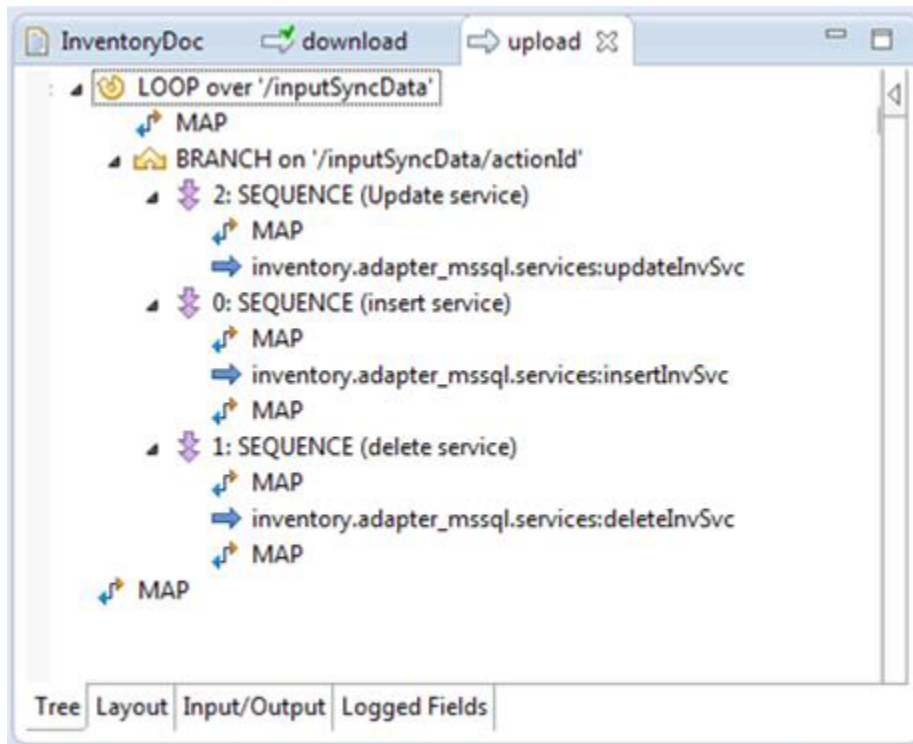 InventoryDoc download upload
LOOP over '/inputSyncData'
MAP
BRANCH on '/inputSyncData/actionId'
2: SEQUENCE (Update service)
MAP
inventory.adapter_mssql.services:updateInvSvc
0: SEQUENCE (insert service)
MAP
inventory.adapter_mssql.services:insertInvSvc
MAP
1: SEQUENCE (delete service)
MAP
inventory.adapter_mssql.services:deleteInvSvc
MAP
MAP
Tree Layout Input/Output Logged Fields